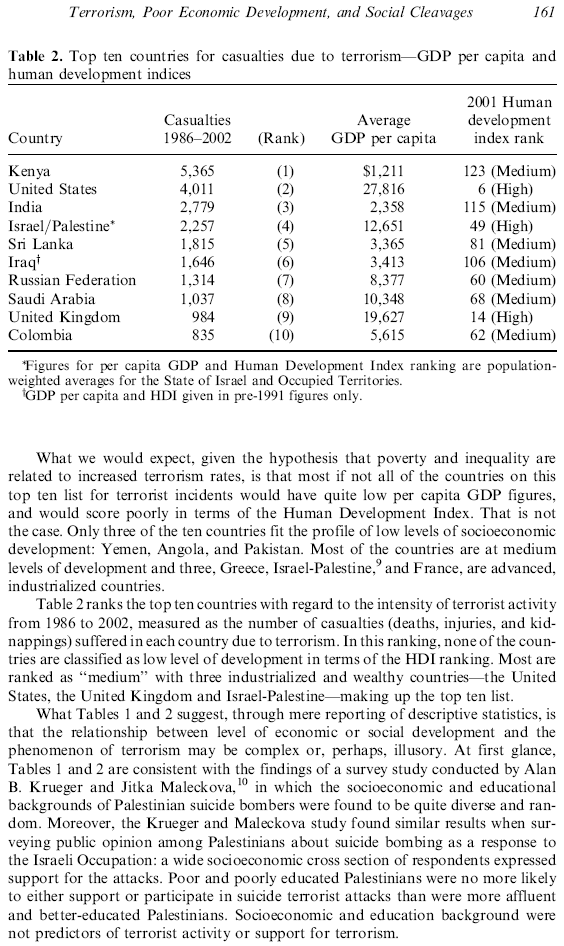 Terrorism, Poor Economic Development, and Social Cleavages 161
Table 2. Top ten countries for casualties due to terrorism—GDP per capita and
human development indices
2001 Human
Casualties Average development
Country 1986–2002 (Rank) GDP per capita index rank
Kenya 5,365 (1) $1,211 123 (Medium)
United States 4,011 (2) 27,816 6 (High)
India 2,779 (3) 2,358 115 (Medium)
Israel/Palestine* 2,257 (4) 12,651 49 (High)
Sri Lanka 1,815 (5) 3,365 81 (Medium)
Iraq† 1,646 (6) 3,413 106 (Medium)
Russian Federation 1,314 (7) 8,377 60 (Medium)
Saudi Arabia 1,037 (8) 10,348 68 (Medium)
United Kingdom 984 (9) 19,627 14 (High)
Colombia 835 (10) 5,615 62 (Medium)
*Figures for per capita GDP and Human Development Index ranking are population-
weighted averages for the State of Israel and Occupied Territories.
†GDP per capita and HDI given in pre-1991 figures only.
What we would expect, given the hypothesis that poverty and inequality are
related to increased terrorism rates, is that most if not all of the countries on this
top ten list for terrorist incidents would have quite low per capita GDP figures,
and would score poorly in terms of the Human Development Index. That is not
the case. Only three of the ten countries fit the profile of low levels of socioeconomic
development: Yemen, Angola, and Pakistan. Most of the countries are at medium
levels of development and three, Greece, Israel-Palestine,9 and France, are advanced,
industrialized countries.
Table 2 ranks the top ten countries with regard to the intensity of terrorist activity
from 1986 to 2002, measured as the number of casualties (deaths, injuries, and kid-
nappings) suffered in each country due to terrorism. In this ranking, none of the coun-
tries are classified as low level of development in terms of the HDI ranking. Most are
ranked as ‘‘medium’’ with three industrialized and wealthy countries—the United
States, the United Kingdom and Israel-Palestine—making up the top ten list.
What Tables 1 and 2 suggest, through mere reporting of descriptive statistics, is
that the relationship between level of economic or social development and the
phenomenon of terrorism may be complex or, perhaps, illusory. At first glance,
Tables 1 and 2 are consistent with the findings of a survey study conducted by Alan
B. Krueger and Jitka Maleckova,10 in which the socioeconomic and educational
backgrounds of Palestinian suicide bombers were found to be quite diverse and ran-
dom. Moreover, the Krueger and Maleckova study found similar results when sur-
veying public opinion among Palestinians about suicide bombing as a response to
the Israeli Occupation: a wide socioeconomic cross section of respondents expressed
support for the attacks. Poor and poorly educated Palestinians were no more likely
to either support or participate in suicide terrorist attacks than were more affluent
and better-educated Palestinians. Socioeconomic and education background were
not predictors of terrorist activity or support for terrorism.